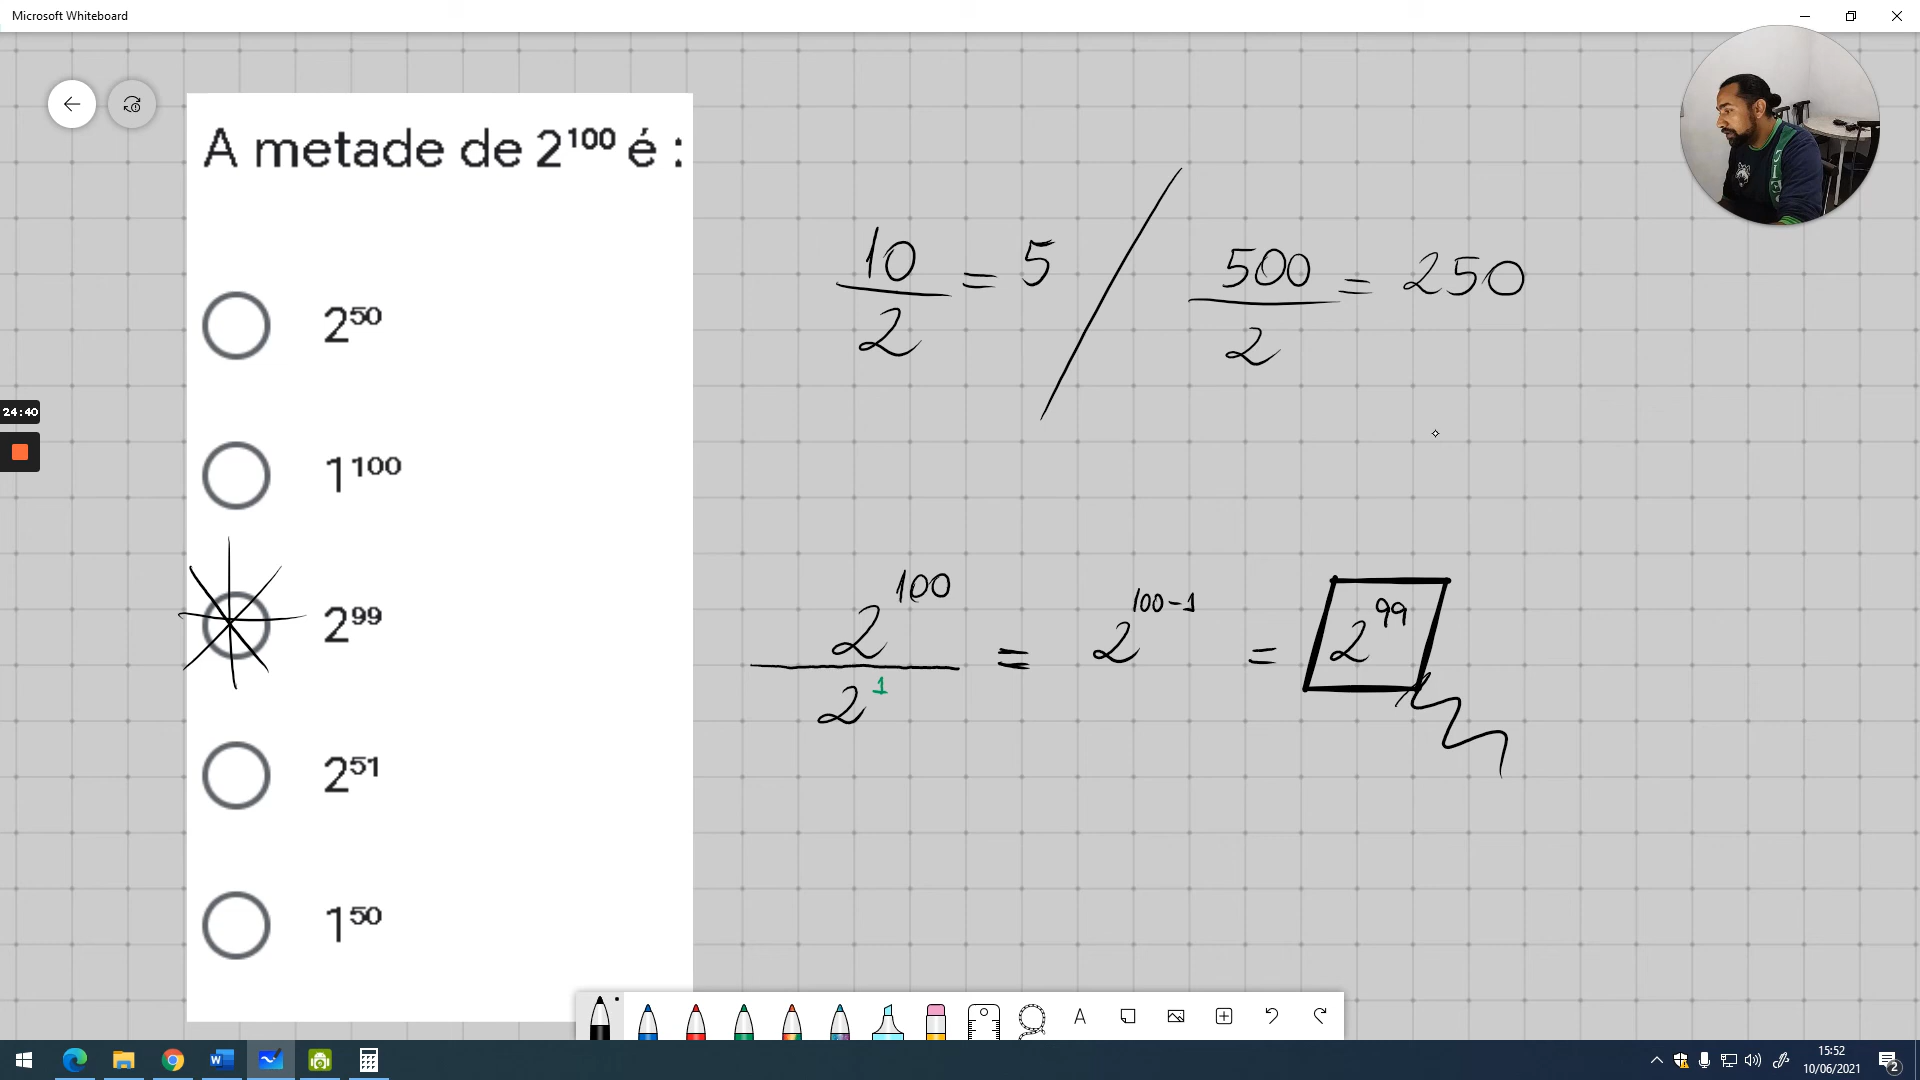 Microsoft Whiteboard
A metade de 2¹⁰⁰ é :
2⁵⁰
1¹⁰⁰
2⁹⁹
2⁵¹
1⁵⁰
10/2 = 5 / 500/2 = 250
2¹⁰⁰/2¹ = 2¹⁰⁰⁻¹ = 2⁹⁹
24:40
A
W
15:52
10/06/2021
2